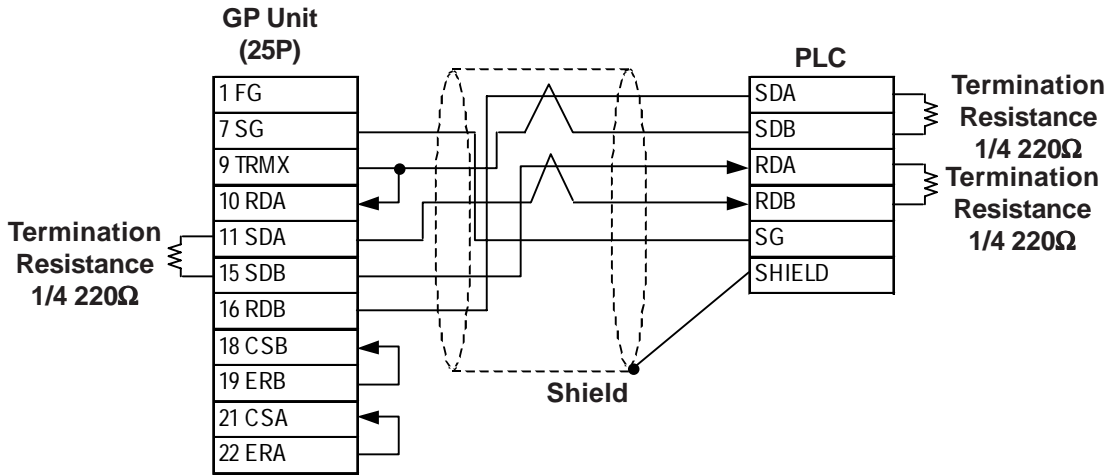 GP Unit
(25P)
1 FG
7 SG
9 TRMX
10 RDA
11 SDA
15 SDB
16 RDB
18 CSB
19 ERB
21 CSA
22 ERA
Termination
Resistance
1/4 220Ω
Shield
PLC
SDA
SDB
RDA
RDB
SG
SHIELD
Termination
Resistance
1/4 220Ω
Termination
Resistance
1/4 220Ω